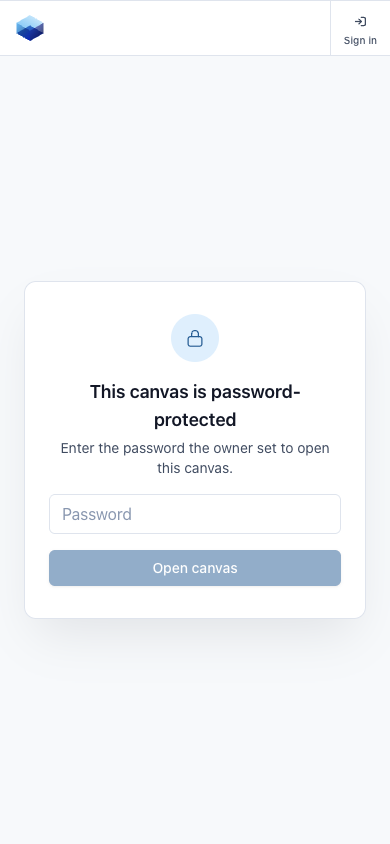 Sign in
This canvas is password-
protected
Enter the password the owner set to open
this canvas.
Password
Open canvas